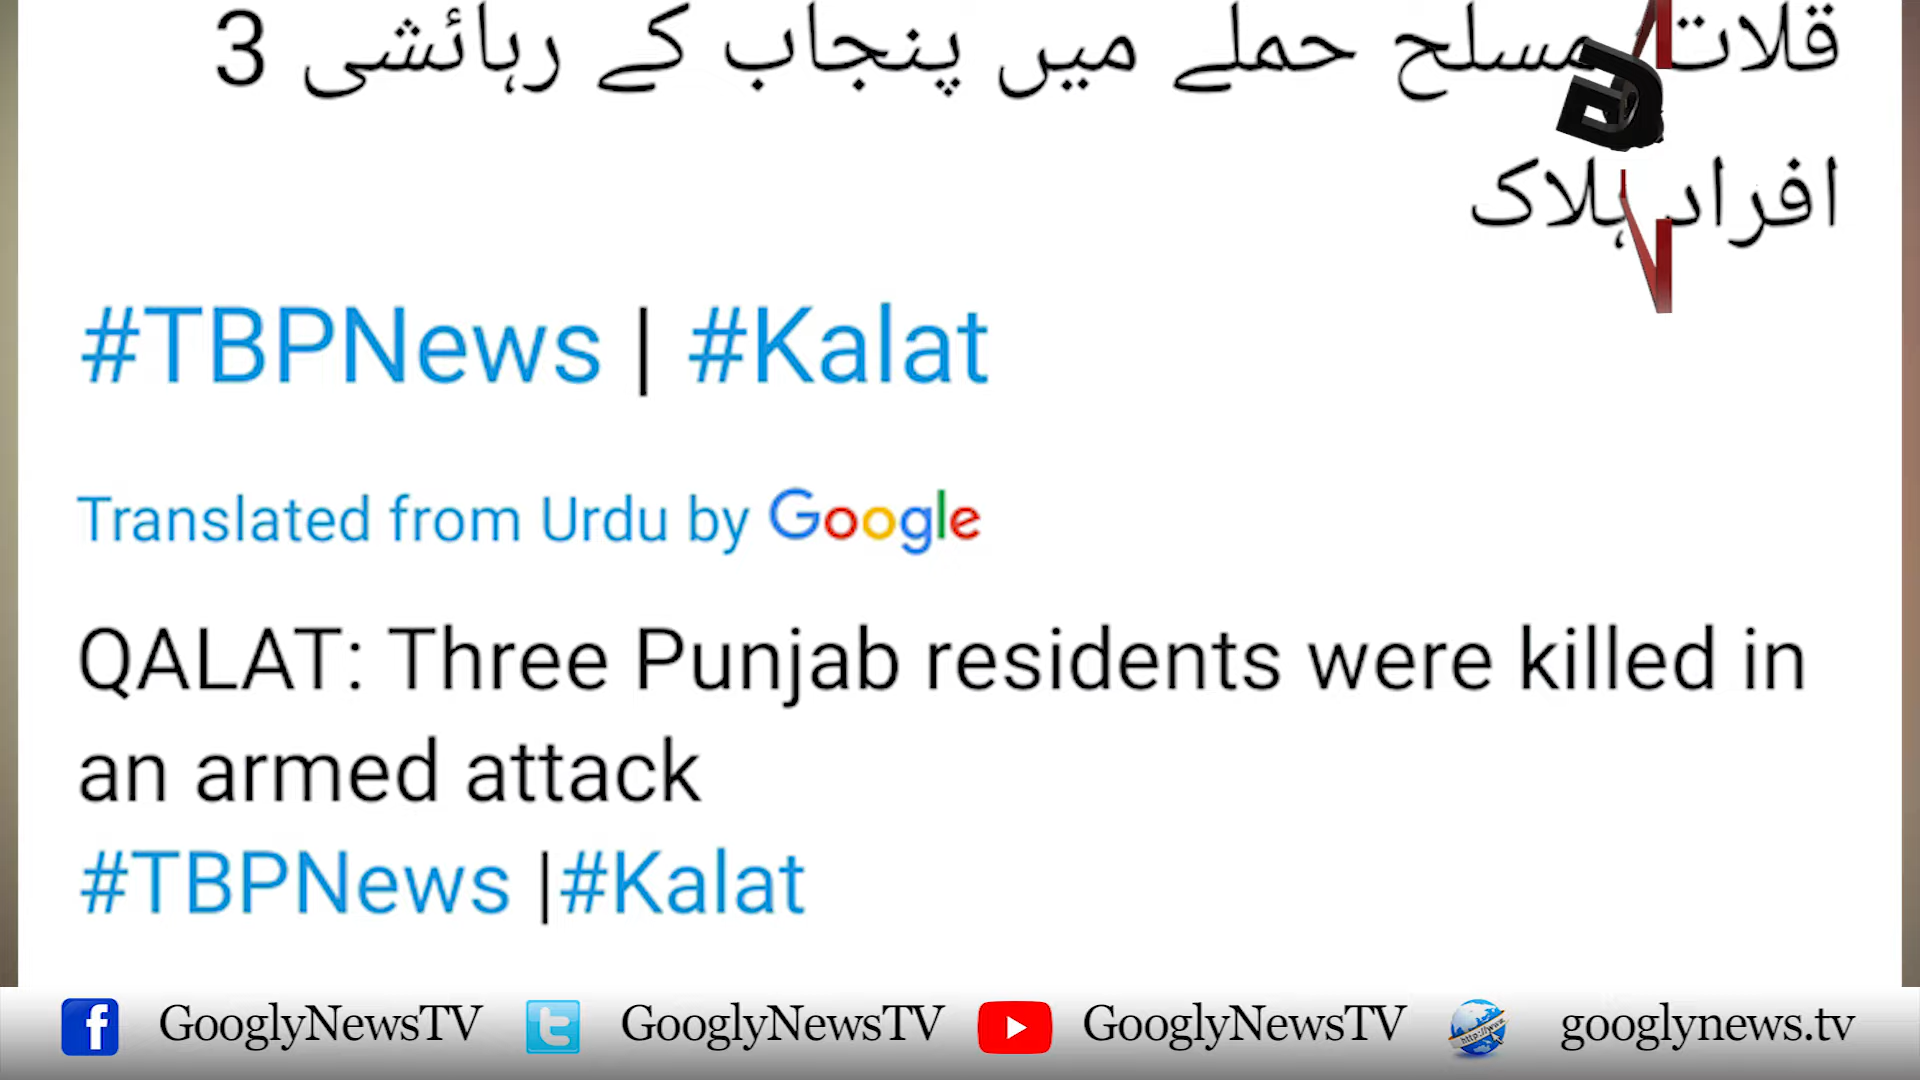 قلات: مسلح حملے میں پنجاب کے رہائشی 3
افراد ہلاک
#TBPNews | #Kalat
Translated from Urdu by Google
QALAT: Three Punjab residents were killed in
an armed attack
#TBPNews |#Kalat
GooglyNewsTV GooglyNewsTV GooglyNewsTV googlynews.tv